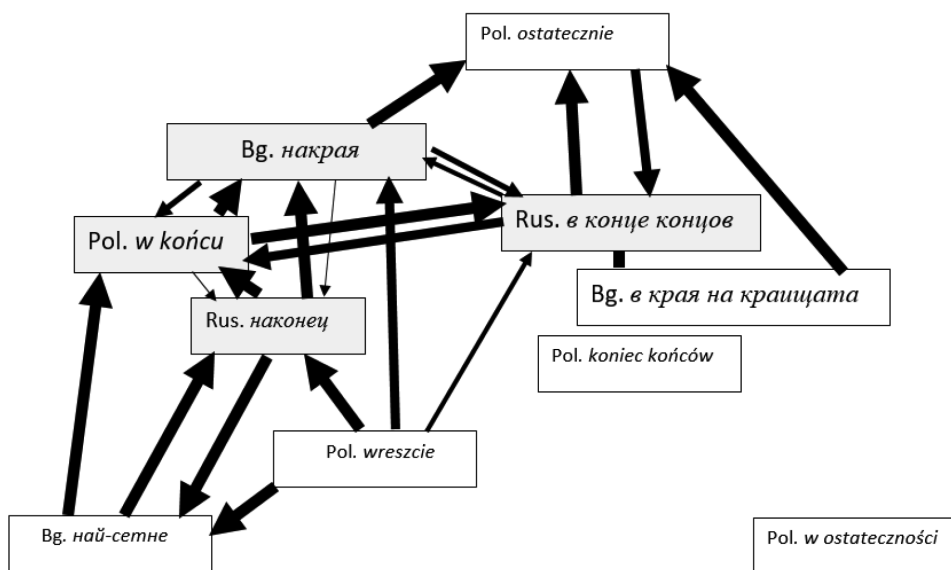 Pol. ostatecznie
Bg. накрая
Pol. w końcu
Rus. в конце концов
Bg. в края на краищата
Rus. наконец
Pol. koniec końców
Pol. wreszcie
Bg. най-сетне
Pol. w ostateczności